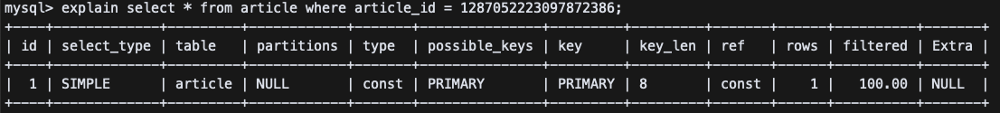 mysql> explain select * from article where article_id = 1287052223097872386;
+----+-------------+---------+------------+-------+---------------+---------+---------+-------+------+----------+-------+
| id | select_type | table   | partitions | type  | possible_keys | key     | key_len | ref   | rows | filtered | Extra |
+----+-------------+---------+------------+-------+---------------+---------+---------+-------+------+----------+-------+
|  1 | SIMPLE      | article | NULL       | const | PRIMARY       | PRIMARY | 8       | const |    1 |   100.00 | NULL  |
+----+-------------+---------+------------+-------+---------------+---------+---------+-------+------+----------+-------+